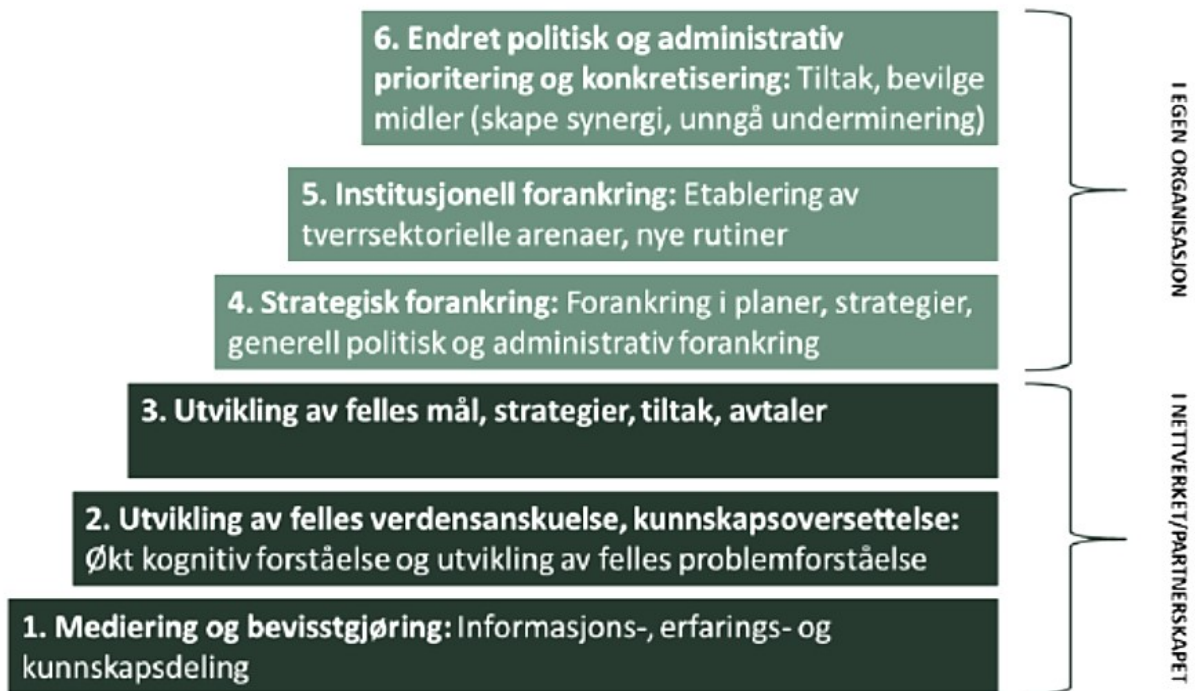 6. Endret politisk og administrativ
prioritering og konkretisering: Tiltak, bevilge
midler (skape synergi, unngå underminering)
5. Institusjonell forankring: Etablering av
tverrsektorielle arenaer, nye rutiner
4. Strategisk forankring: Forankring i planer, strategier,
generell politisk og administrativ forankring
I EGEN ORGANISASJON
3. Utvikling av felles mål, strategier, tiltak, avtaler
2. Utvikling av felles verdensanskuelse, kunnskapsoversettelse:
Økt kognitiv forståelse og utvikling av felles problemforståelse
1. Mediering og bevisstgjøring: Informasjons-, erfarings- og
kunnskapsdeling
I NETTVERKET/PARTNERSKAPET